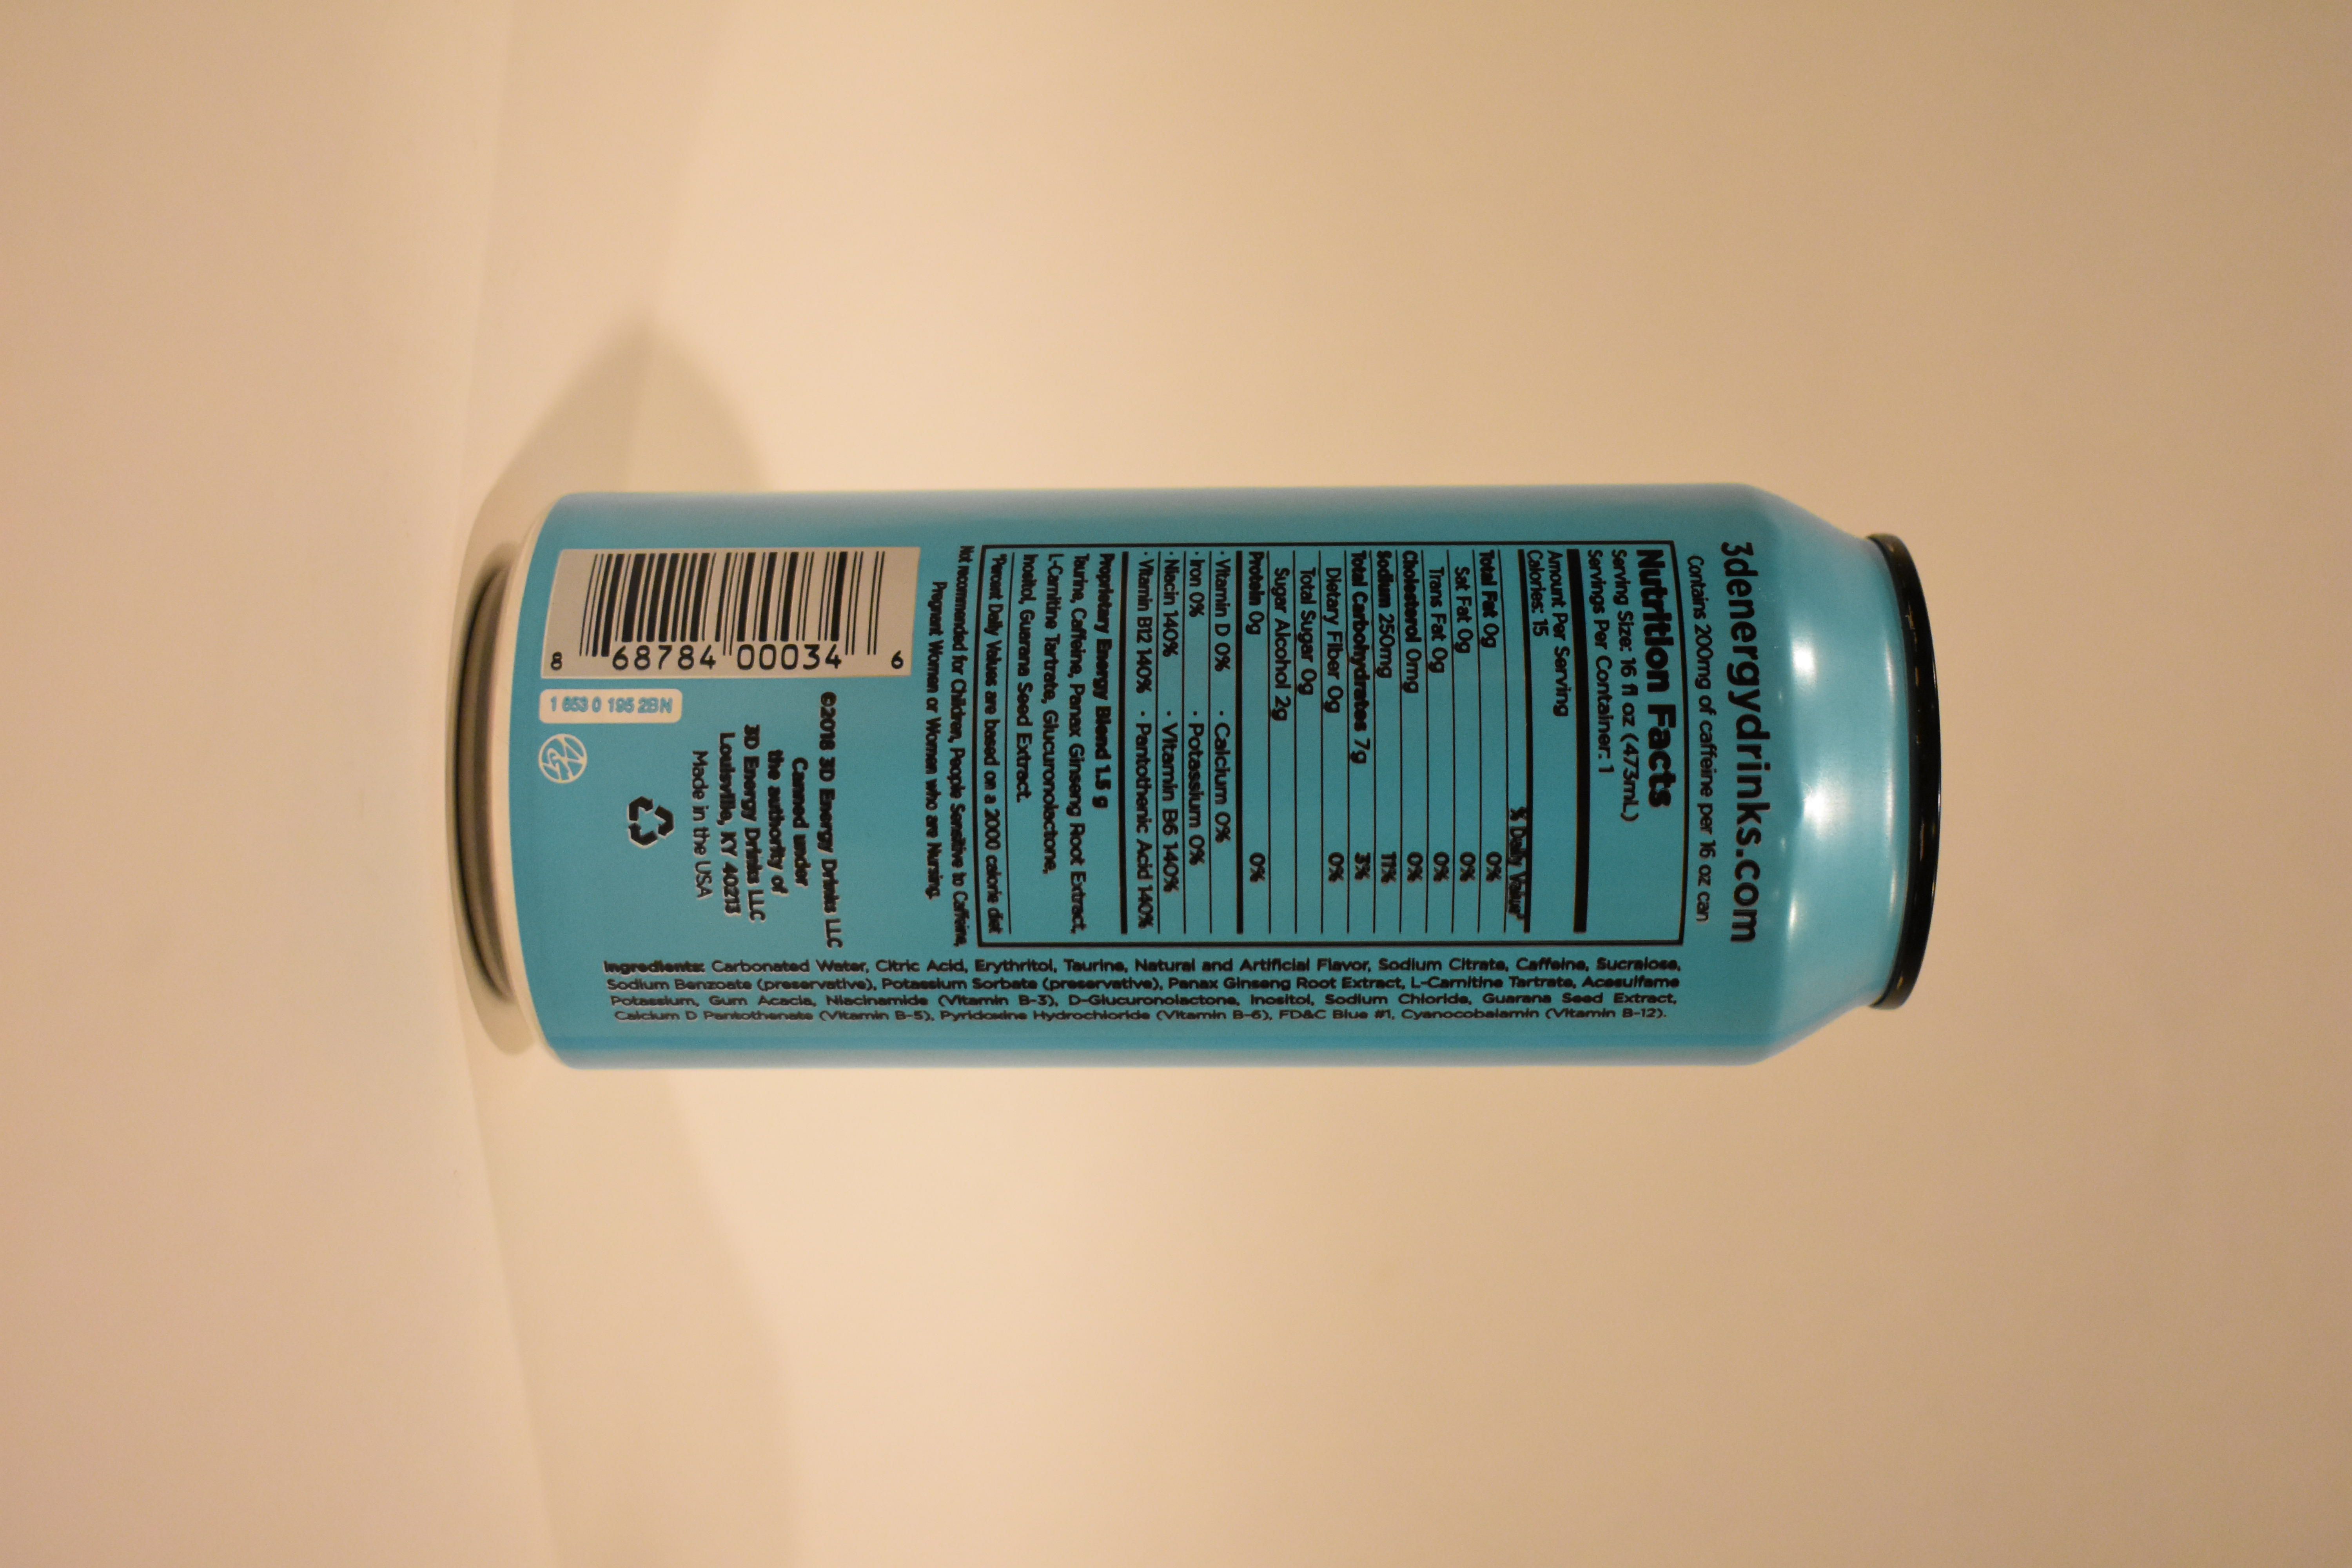 3denergydrinks.com
Contains 200mg of caffeine per 16 oz can
Nutrition Facts
Serving Size: 16 fl oz (473mL)
Servings Per Container: 1
Amount Per Serving
Calories: 15
% Daily Value*
Total Fat 0g 0%
Sat Fat 0g 0%
Trans Fat 0g 0%
Cholesterol 0mg 0%
Sodium 250mg 11%
Total Carbohydrates 7g 3%
Dietary Fiber 0g 0%
Total Sugar 0g
Sugar Alcohol 2g
Protein 0g 0%
· Vitamin D 0% · Calcium 0%
· Iron 0% · Potassium 0%
· Niacin 140% · Vitamin B6 140%
· Vitamin B12 140% · Pantothenic Acid 140%
Proprietary Energy Blend 1.5 g
Taurine, Caffeine, Panax Ginseng Root Extract,
L-Carnitine Tartrate, Glucuronolactone,
Inositol, Guarana Seed Extract.
*Percent Daily Values are based on a 2000 calorie diet
Not recommended for Children, People Sensitive to Caffeine,
Pregnant Women or Women who are Nursing.
8 68784 00034 6
©2018 3D Energy Drinks LLC
Canned under
the authority of
3D Energy Drinks LLC
Louisville, KY 40213
Made in the USA
1 653 0 195 2BN
Ingredients: Carbonated Water, Citric Acid, Erythritol, Taurine, Natural and Artificial Flavor, Sodium Citrate, Caffeine, Sucralose,
Sodium Benzoate (preservative), Potassium Sorbate (preservative), Panax Ginseng Root Extract, L-Carnitine Tartrate, Acesulfame
Potassium, Gum Acacia, Niacinamide (Vitamin B-3), D-Glucuronolactone, Inositol, Sodium Chloride, Guarana Seed Extract,
Calcium D Pantothenate (Vitamin B-5), Pyridoxine Hydrochloride (Vitamin B-6), FD&C Blue #1, Cyanocobalamin (Vitamin B-12).